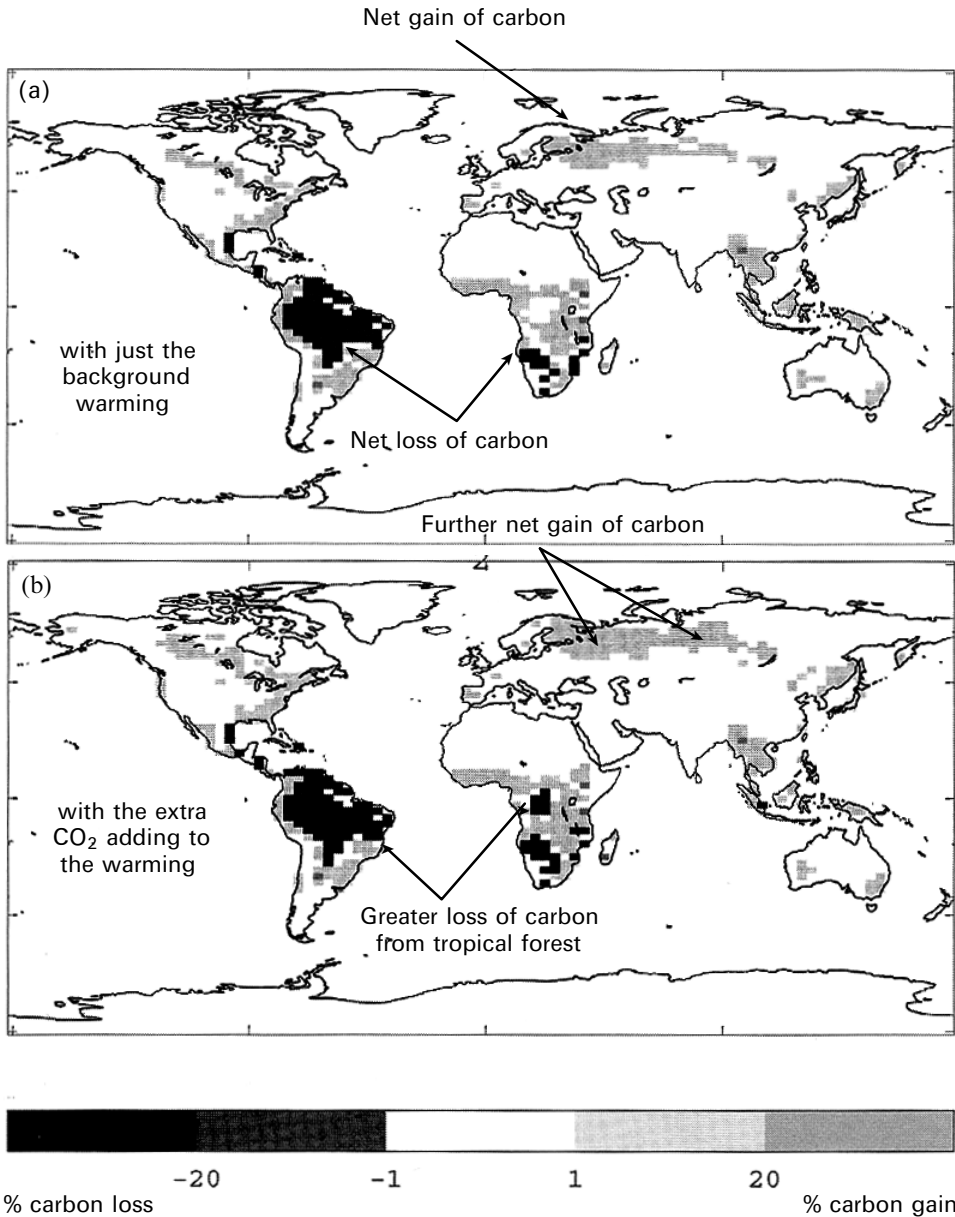 Net gain of carbon
(a)
with just the
background
warming
Net loss of carbon
Further net gain of carbon
(b)
with the extra
CO₂ adding to
the warming
Greater loss of carbon
from tropical forest
-20 -1 1 20
% carbon loss % carbon gain